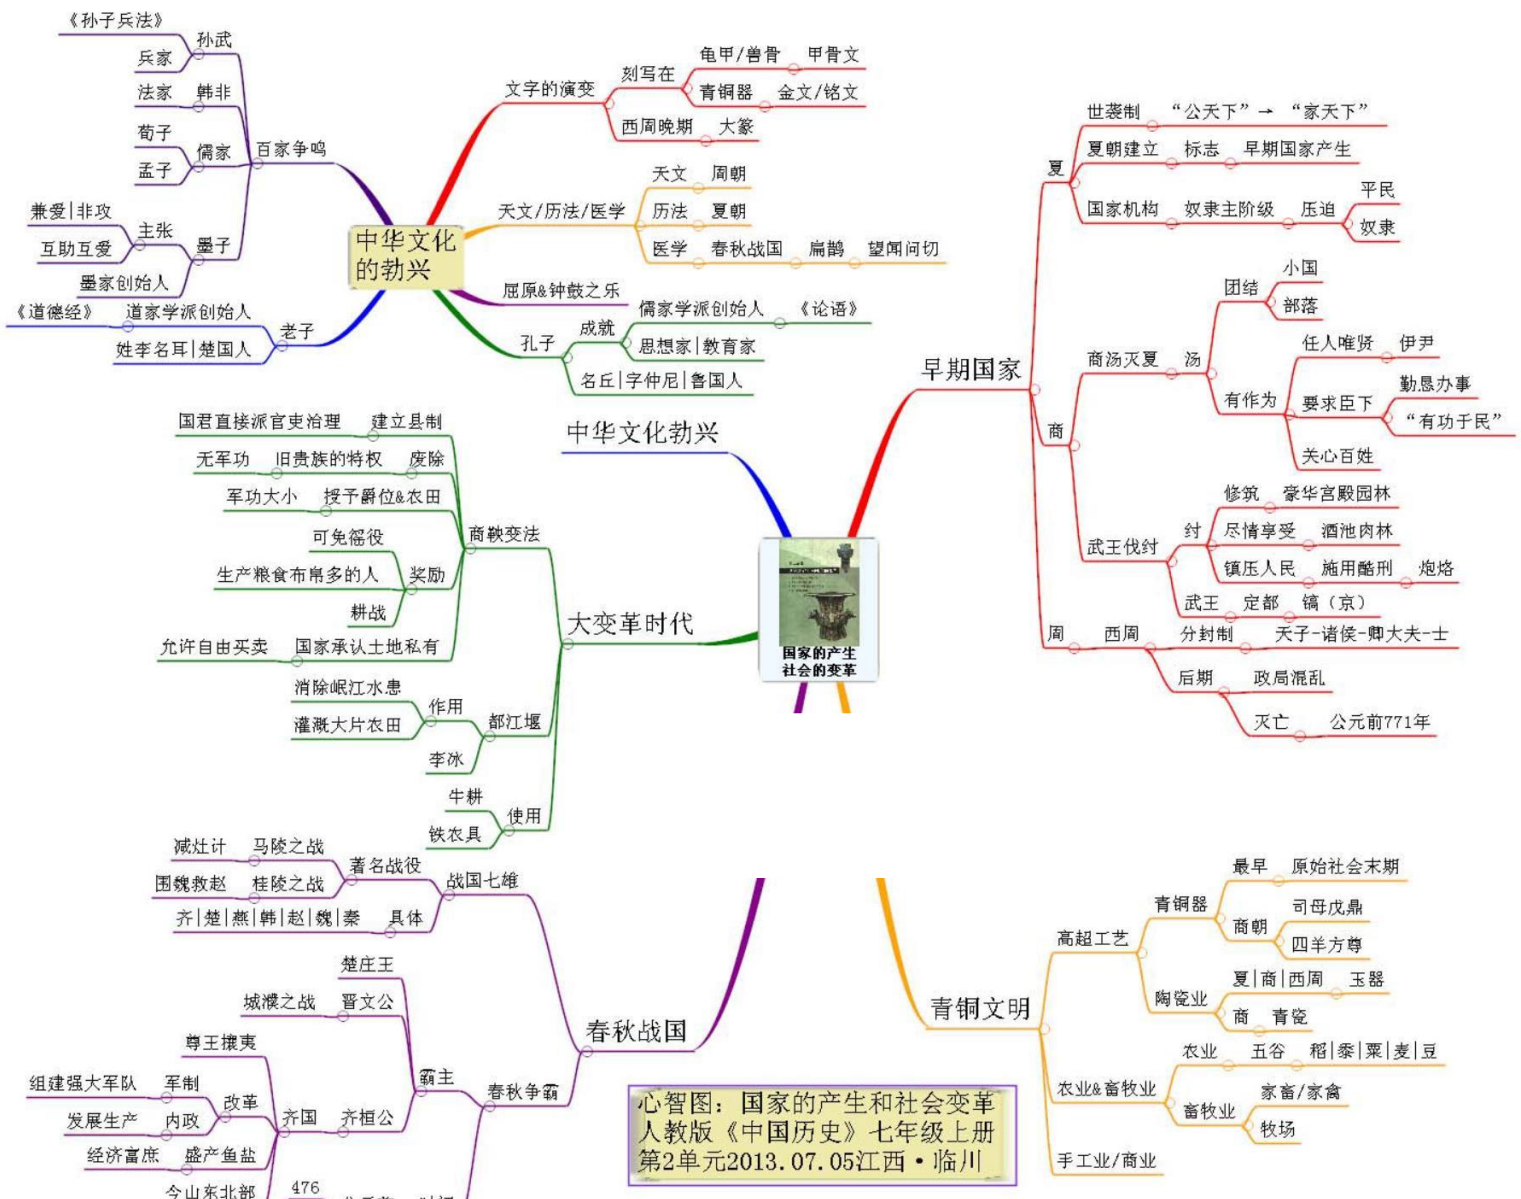 《孙子兵法》
孙武
兵家
法家
韩非
荀子
儒家
孟子
百家争鸣
兼爱|非攻
主张
互助互爱
墨子
墨家创始人
《道德经》
道家学派创始人
老子
姓李名耳|楚国人
中华文化
的勃兴
文字的演变
刻写在
龟甲/兽骨
甲骨文
青铜器
金文/铭文
西周晚期
大篆
天文/历法/医学
天文
周朝
历法
夏朝
医学
春秋战国
扁鹊
望闻问切
屈原&钟鼓之乐
孔子
成就
儒家学派创始人
《论语》
思想家|教育家
名丘|字仲尼|鲁国人
早期国家
夏
世袭制
“公天下”→“家天下”
夏朝建立
标志
早期国家产生
国家机构
奴隶主阶级
压迫
平民
奴隶
商
商汤灭夏
汤
团结
小国
部落
有作为
任人唯贤
伊尹
要求臣下
勤恳办事
“有功于民”
关心百姓
武王伐纣
纣
修筑
豪华宫殿园林
尽情享受
酒池肉林
镇压人民
施用酷刑
炮烙
武王
定都
镐（京）
周
西周
分封制
天子-诸侯-卿大夫-士
后期
政局混乱
灭亡
公元前771年
中华文化勃兴
国家的产生
社会的变革
大变革时代
商鞅变法
国君直接派官吏治理
建立县制
无军功
旧贵族的特权
废除
军功大小
授予爵位&农田
可免徭役
生产粮食布帛多的人
奖励
耕战
允许自由买卖
国家承认土地私有
消除岷江水患
作用
灌溉大片农田
都江堰
李冰
牛耕
使用
铁农具
减灶计
马陵之战
著名战役
围魏救赵
桂陵之战
战国七雄
齐|楚|燕|韩|赵|魏|秦
具体
春秋战国
楚庄王
城濮之战
晋文公
霸主
春秋争霸
尊王攘夷
组建强大军队
军制
改革
发展生产
内政
齐国
齐桓公
经济富庶
盛产鱼盐
今山东北部
476
青铜文明
高超工艺
青铜器
最早
原始社会末期
商朝
司母戊鼎
四羊方尊
陶瓷业
夏|商|西周
玉器
商
青瓷
农业&畜牧业
农业
五谷
稻|黍|粟|麦|豆
畜牧业
家畜/家禽
牧场
手工业/商业
心智图：国家的产生和社会变革
人教版《中国历史》七年级上册
第2单元2013.07.05江西·临川